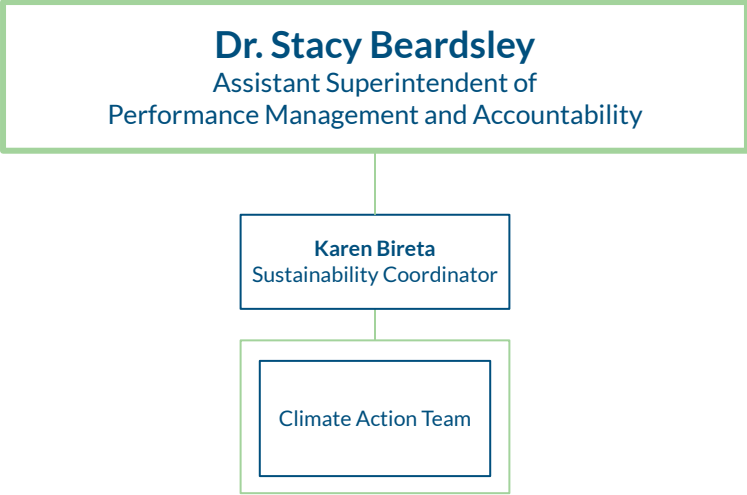 Dr. Stacy Beardsley
Assistant Superintendent of
Performance Management and Accountability
Karen Bireta
Sustainability Coordinator
Climate Action Team